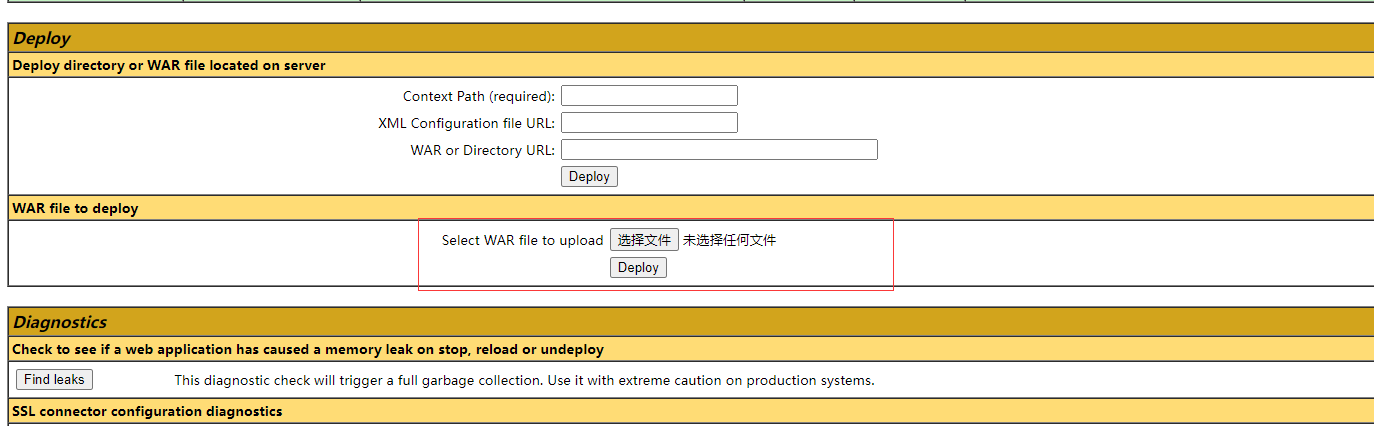 Deploy
Deploy directory or WAR file located on server
Context Path (required):
XML Configuration file URL:
WAR or Directory URL:
Deploy
WAR file to deploy
Select WAR file to upload 选择文件 未选择任何文件
Deploy
Diagnostics
Check to see if a web application has caused a memory leak on stop, reload or undeploy
Find leaks This diagnostic check will trigger a full garbage collection. Use it with extreme caution on production systems.
SSL connector configuration diagnostics